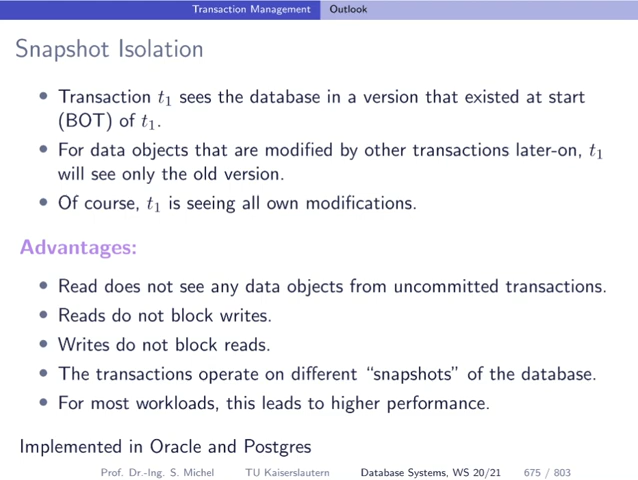 Transaction Management Outlook
Snapshot Isolation
• Transaction t₁ sees the database in a version that existed at start
(BOT) of t₁.
• For data objects that are modified by other transactions later-on, t₁
will see only the old version.
• Of course, t₁ is seeing all own modifications.
Advantages:
• Read does not see any data objects from uncommitted transactions.
• Reads do not block writes.
• Writes do not block reads.
• The transactions operate on different “snapshots” of the database.
• For most workloads, this leads to higher performance.
Implemented in Oracle and Postgres
Prof. Dr.-Ing. S. Michel TU Kaiserslautern Database Systems, WS 20/21 675 / 803